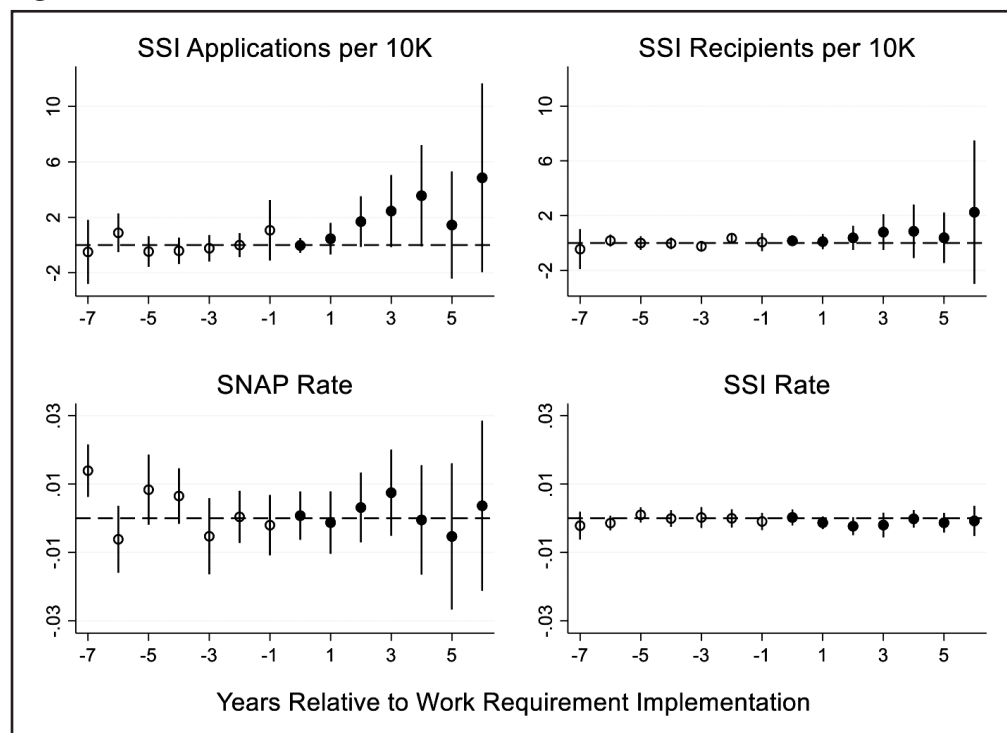 SSI Applications per 10K
10
6
2
-2
-7 -5 -3 -1 1 3 5
SSI Recipients per 10K
10
6
2
-2
-7 -5 -3 -1 1 3 5
SNAP Rate
.03
.01
-.01
-.03
-7 -5 -3 -1 1 3 5
SSI Rate
.03
.01
-.01
-.03
-7 -5 -3 -1 1 3 5
Years Relative to Work Requirement Implementation